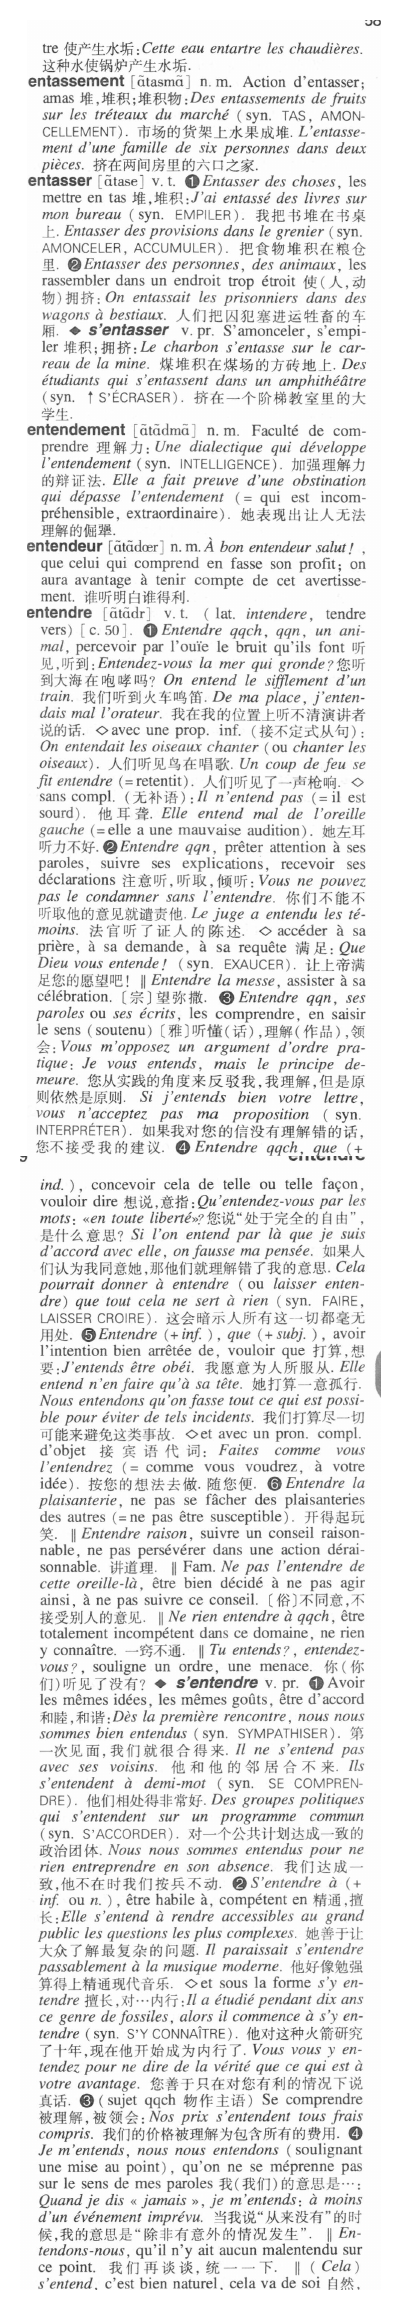 tre 使产生水垢:Cette eau entartre les chaudières.
这种水使锅炉产生水垢.
entassement [ɑ̃tasmɑ̃] n. m. Action d'entasser;
amas 堆,堆积;堆积物:Des entassements de fruits
sur les tréteaux du marché (syn. TAS, AMON-
CELLEMENT). 市场的货架上水果成堆. L'entasse-
ment d'une famille de six personnes dans deux
pièces. 挤在两间房里的六口之家.
entasser [ɑ̃tase] v. t. ❶Entasser des choses, les
mettre en tas 堆,堆积:J'ai entassé des livres sur
mon bureau (syn. EMPILER). 我把书堆在书桌
上. Entasser des provisions dans le grenier (syn.
AMONCELER, ACCUMULER). 把食物堆积在粮仓
里. ❷Entasser des personnes, des animaux, les
rassembler dans un endroit trop étroit 使(人,动
物)拥挤: On entassait les prisonniers dans des
wagons à bestiaux. 人们把囚犯塞进运牲畜的车
厢. ◆ s'entasser v. pr. S'amonceler, s'empi-
ler 堆积;拥挤:Le charbon s'entasse sur le car-
reau de la mine. 煤堆积在煤场的方砖地上. Des
étudiants qui s'entassent dans un amphithéâtre
(syn. ↑S'ÉCRASER). 挤在一个阶梯教室里的大
学生.
entendement [ɑ̃tɑ̃dmɑ̃] n. m. Faculté de com-
prendre 理解力: Une dialectique qui développe
l'entendement (syn. INTELLIGENCE). 加强理解力
的辩证法. Elle a fait preuve d'une obstination
qui dépasse l'entendement (= qui est incom-
préhensible, extraordinaire). 她表现出让人无法
理解的倔犟.
entendeur [ɑ̃tɑ̃dœr] n. m. À bon entendeur salut! ,
que celui qui comprend en fasse son profit; on
aura avantage à tenir compte de cet avertisse-
ment. 谁听明白谁得利.
entendre [ɑ̃tɑ̃dr] v. t. ( lat. intendere, tendre
vers) [c. 50]. ❶ Entendre qqch, qqn, un ani-
mal, percevoir par l'ouïe le bruit qu'ils font 听
见,听到:Entendez-vous la mer qui gronde? 您听
到大海在咆哮吗? On entend le sifflement d'un
train. 我们听到火车鸣笛. De ma place, j'enten-
dais mal l'orateur. 我在我的位置上听不清演讲者
说的话. ◇avec une prop. inf. (接不定式从句):
On entendait les oiseaux chanter (ou chanter les
oiseaux). 人们听见鸟在唱歌. Un coup de feu se
fit entendre (=retentit). 人们听见了一声枪响. ◇
sans compl. (无补语): Il n'entend pas (=il est
sourd). 他耳聋. Elle entend mal de l'oreille
gauche (=elle a une mauvaise audition). 她左耳
听力不好. ❷Entendre qqn, prêter attention à ses
paroles, suivre ses explications, recevoir ses
déclarations 注意听,听取,倾听:Vous ne pouvez
pas le condamner sans l'entendre. 你们不能不
听取他的意见就谴责他. Le juge a entendu les té-
moins. 法官听了证人的陈述. ◇ accéder à sa
prière, à sa demande, à sa requête 满足: Que
Dieu vous entende! (syn. EXAUCER). 让上帝满
足您的愿望吧! ‖ Entendre la messe, assister à sa
célébration. [宗] 望弥撒. ❸ Entendre qqn, ses
paroles ou ses écrits, les comprendre, en saisir
le sens (soutenu) [雅]听懂(话),理解(作品),领
会: Vous m'opposez un argument d'ordre pra-
tique: Je vous entends, mais le principe de-
meure. 您从实践的角度来反驳我,我理解,但是原
则依然是原则. Si j'entends bien votre lettre,
vous n'acceptez pas ma proposition (syn.
INTERPRÉTER). 如果我对您的信没有理解错的话,
您不接受我的建议. ❹ Entendre qqch, que (+
ind.), concevoir cela de telle ou telle façon,
vouloir dire 想说,意指:Qu'entendez-vous par les
mots: «en toute liberté»? 您说“处于完全的自由”,
是什么意思? Si l'on entend par là que je suis
d'accord avec elle, on fausse ma pensée. 如果人
们认为我同意她,那他们就理解错了我的意思. Cela
pourrait donner à entendre (ou laisser enten-
dre) que tout cela ne sert à rien (syn. FAIRE,
LAISSER CROIRE). 这会暗示人所有这一切都毫无
用处. ❺Entendre (+inf.), que (+subj.), avoir
l'intention bien arrêtée de, vouloir que 打算,想
要:J'entends être obéi. 我愿意为人所服从. Elle
entend n'en faire qu'à sa tête. 她打算一意孤行.
Nous entendons qu'on fasse tout ce qui est possi-
ble pour éviter de tels incidents. 我们打算尽一切
可能来避免这类事故. ◇et avec un pron. compl.
d'objet 接宾语代词: Faites comme vous
l'entendrez (= comme vous voudrez, à votre
idée). 按您的想法去做. 随您便. ❻ Entendre la
plaisanterie, ne pas se fâcher des plaisanteries
des autres (=ne pas être susceptible). 开得起玩
笑. ‖ Entendre raison, suivre un conseil raison-
nable, ne pas persévérer dans une action dérai-
sonnable. 讲道理. ‖ Fam. Ne pas l'entendre de
cette oreille-là, être bien décidé à ne pas agir
ainsi, à ne pas suivre ce conseil. [俗]不同意,不
接受别人的意见. ‖ Ne rien entendre à qqch, être
totalement incompétent dans ce domaine, ne rien
y connaître. 一窍不通. ‖ Tu entends?, entendez-
vous?, souligne un ordre, une menace. 你(你
们)听见了没有? ◆ s'entendre v. pr. ❶ Avoir
les mêmes idées, les mêmes goûts, être d'accord
和睦,和谐:Dès la première rencontre, nous nous
sommes bien entendus (syn. SYMPATHISER). 第
一次见面,我们就很合得来. Il ne s'entend pas
avec ses voisins. 他和他的邻居合不来. Ils
s'entendent à demi-mot (syn. SE COMPREN-
DRE). 他们相处得非常好. Des groupes politiques
qui s'entendent sur un programme commun
(syn. S'ACCORDER). 对一个公共计划达成一致的
政治团体. Nous nous sommes entendus pour ne
rien entreprendre en son absence. 我们达成一
致,他不在时我们按兵不动. ❷ S'entendre à (+
inf. ou n.), être habile à, compétent en 精通,擅
长;Elle s'entend à rendre accessibles au grand
public les questions les plus complexes. 她善于让
大众了解最复杂的问题. Il paraissait s'entendre
passablement à la musique moderne. 他好像勉强
算得上精通现代音乐. ◇et sous la forme s'y en-
tendre 擅长,对…内行:Il a étudié pendant dix ans
ce genre de fossiles, alors il commence à s'y en-
tendre (syn. S'Y CONNAÎTRE). 他对这种火箭研究
了十年,现在他开始成为内行了. Vous vous y en-
tendez pour ne dire de la vérité que ce qui est à
votre avantage. 您善于只在对您有利的情况下说
真话. ❸ (sujet qqch 物作主语) Se comprendre
被理解,被领会: Nos prix s'entendent tous frais
compris. 我们的价格被理解为包含所有的费用. ❹
Je m'entends, nous nous entendons (soulignant
une mise au point), qu'on ne se méprenne pas
sur le sens de mes paroles 我(我们)的意思是…:
Quand je dis « jamais », je m'entends: à moins
d'un événement imprévu. 当我说“从来没有”的时
候,我的意思是“除非有意外的情况发生”. ‖ En-
tendons-nous, qu'il n'y ait aucun malentendu sur
ce point. 我们再谈谈,统一一下. ‖ (Cela)
s'entend, c'est bien naturel, cela va de soi 自然,